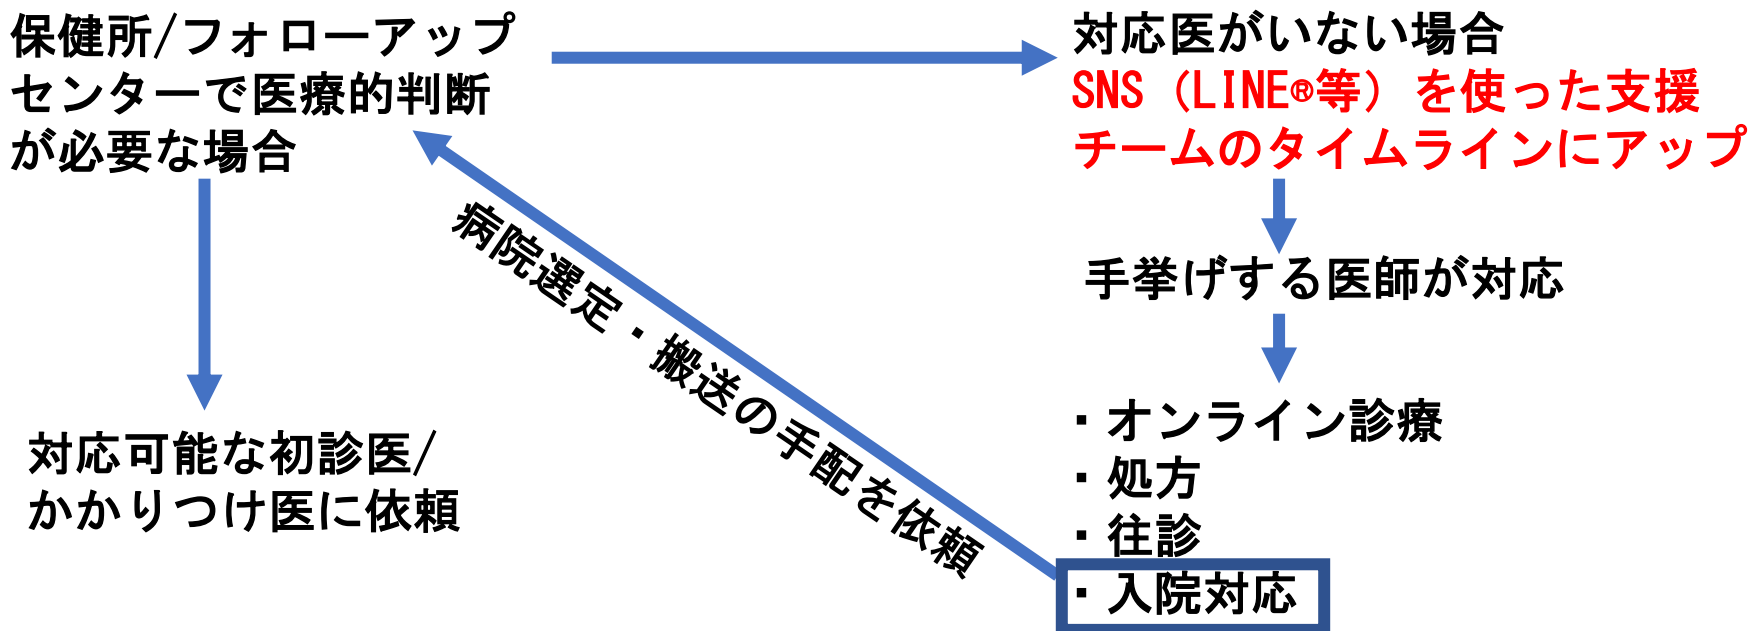 保健所/フォローアップ
センターで医療的判断
が必要な場合
対応医がいない場合
SNS（LINE®等）を使った支援
チームのタイムラインにアップ
手挙げする医師が対応
病院選定・搬送の手配を依頼
対応可能な初診医/
かかりつけ医に依頼
・オンライン診療
・処方
・往診
・入院対応